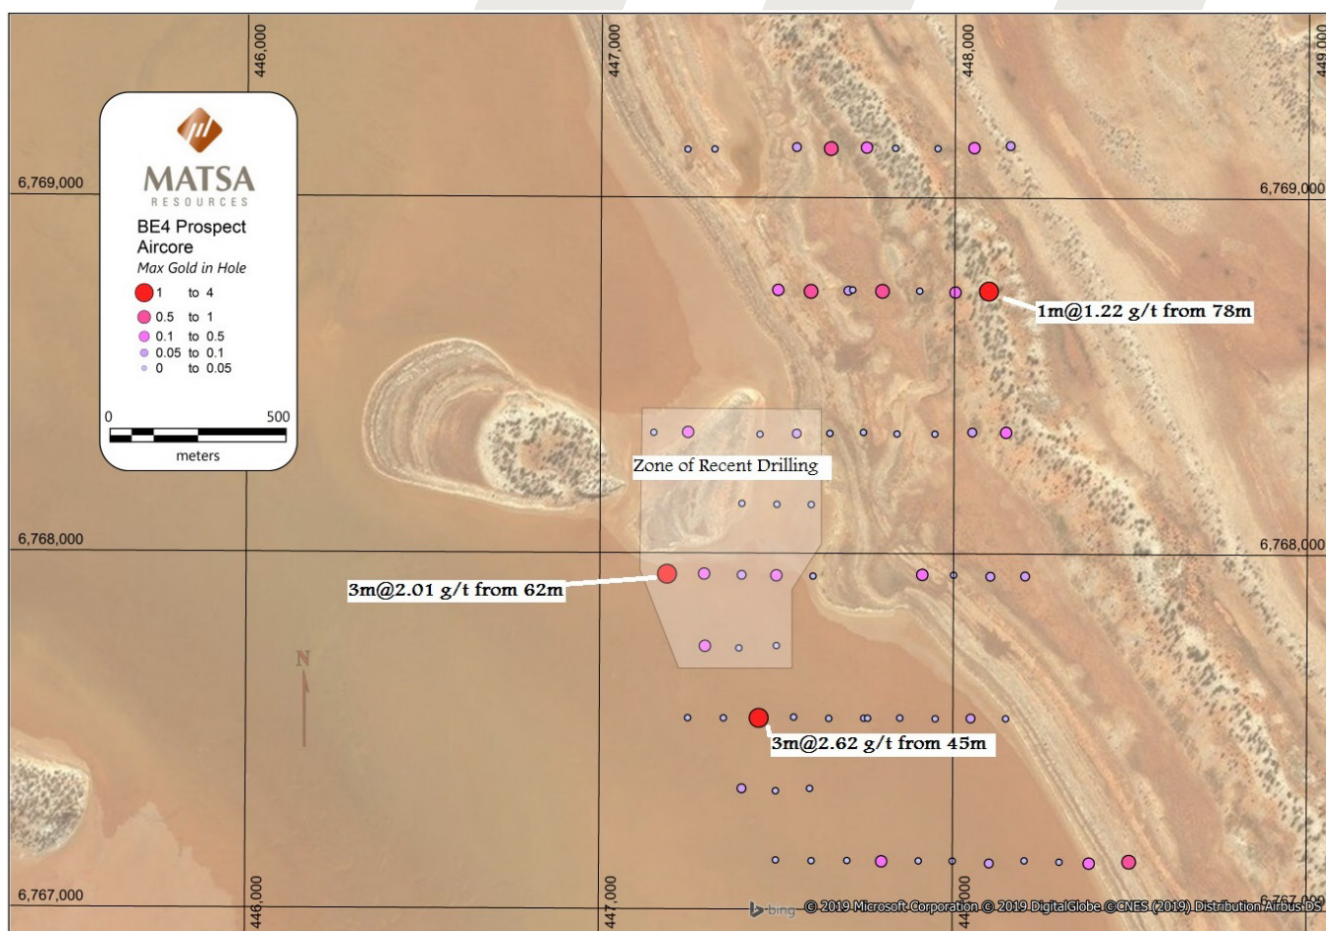 446,000
447,000
448,000
449,000
MATSA
RESOURCES
BE4 Prospect
Aircore
Max Gold in Hole
1 to 4
0.5 to 1
0.1 to 0.5
0.05 to 0.1
0 to 0.05
0 500
meters
6,769,000
6,769,000
1m@1.22 g/t from 78m
Zone of Recent Drilling
6,768,000
6,768,000
3m@2.01 g/t from 62m
N
3m@2.62 g/t from 45m
6,767,000
446,000
447,000
bing © 2019 Microsoft Corporation © 2019 DigitalGlobe ©CNES (2019) Distribution Airbus DS